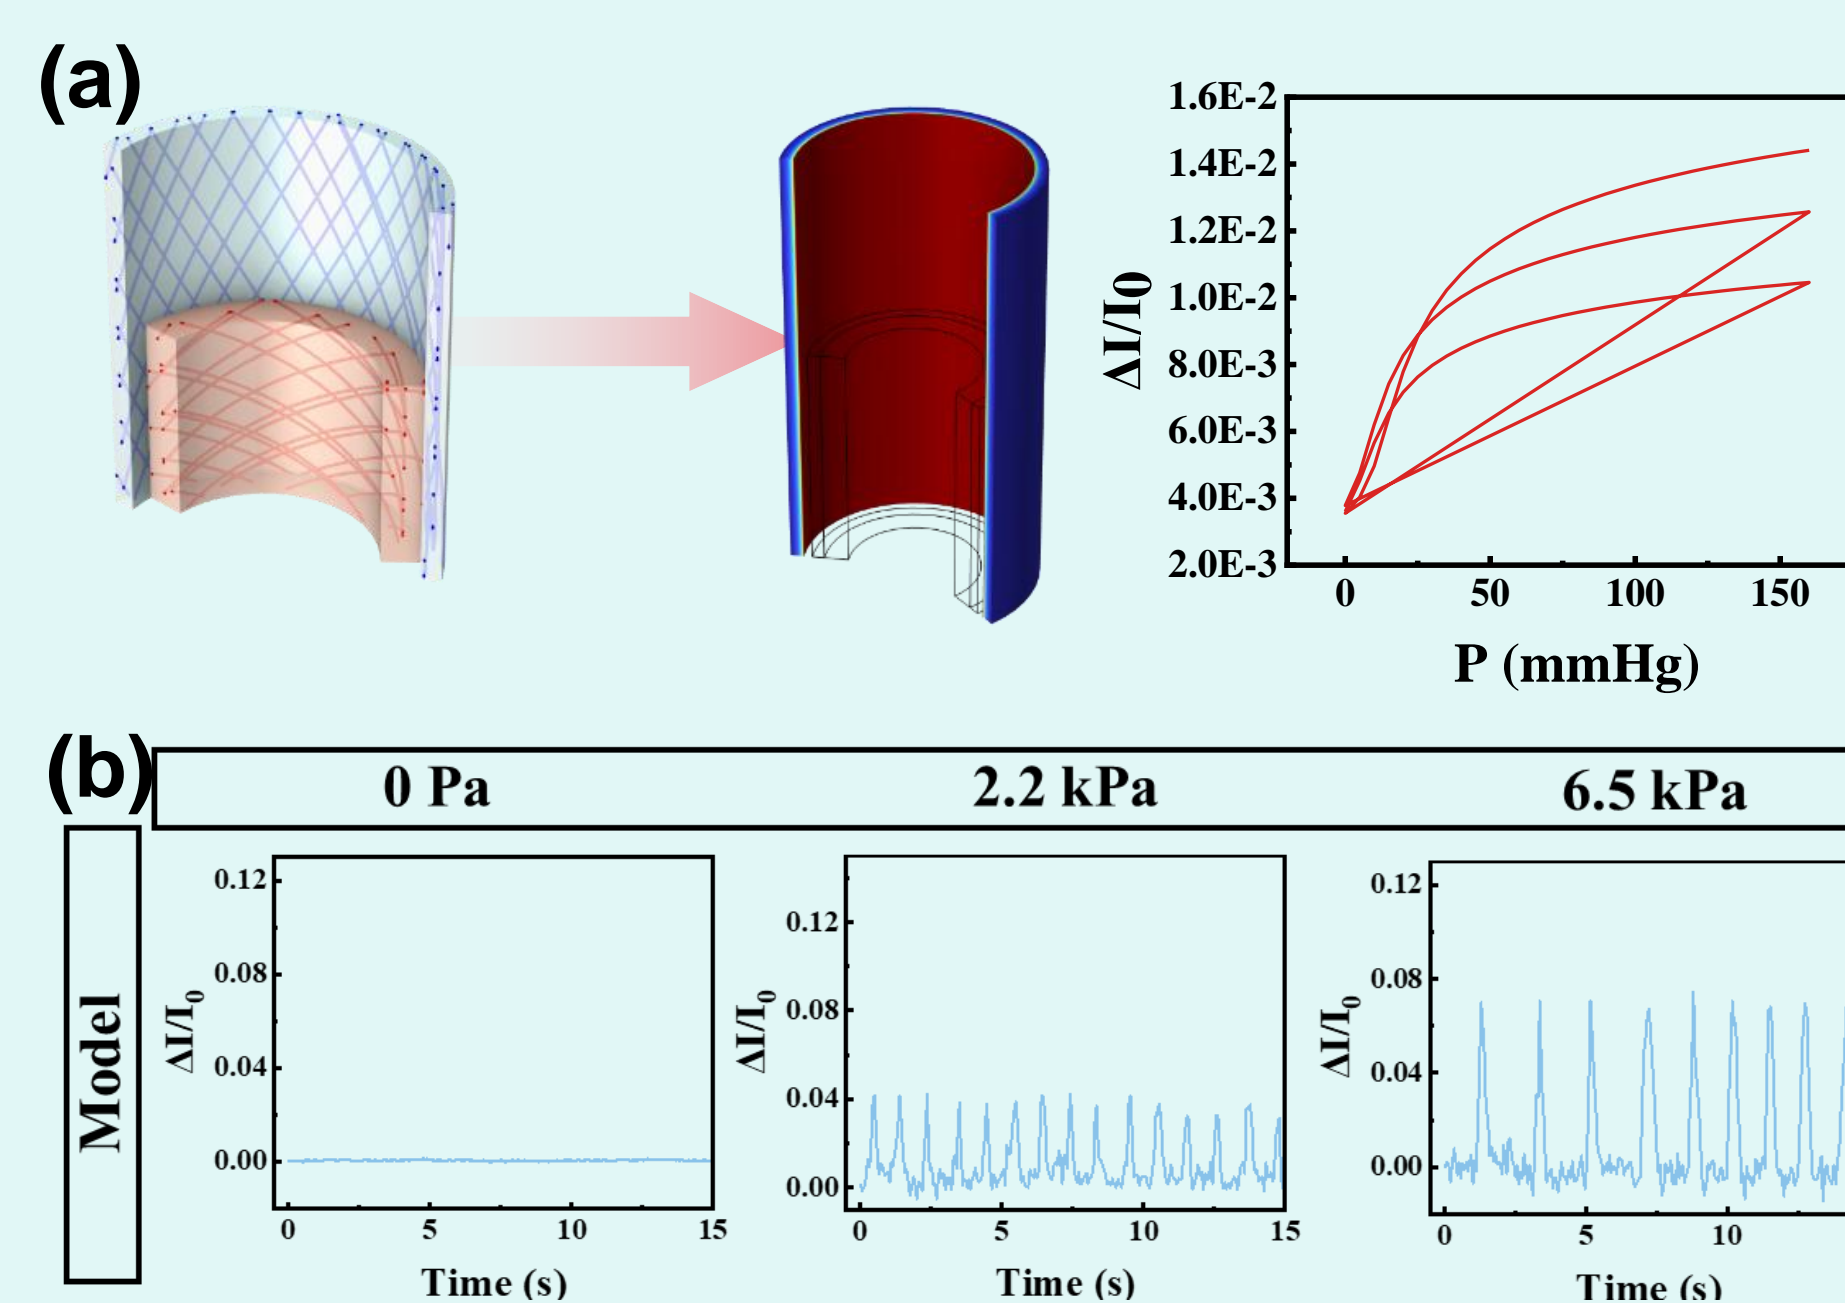 (a)
1.6E-2
1.4E-2
1.2E-2
1.0E-2
8.0E-3
6.0E-3
4.0E-3
2.0E-3
ΔI/I0
0 50 100 150
P (mmHg)
(b)
0 Pa 2.2 kPa 6.5 kPa
Model
0.12
0.08
0.04
0.00
ΔI/I₀
0 5 10 15
Time (s)
0.12
0.08
0.04
0.00
ΔI/I₀
0 5 10 15
Time (s)
0.12
0.08
0.04
0.00
ΔI/I₀
0 5 10
Time (s)